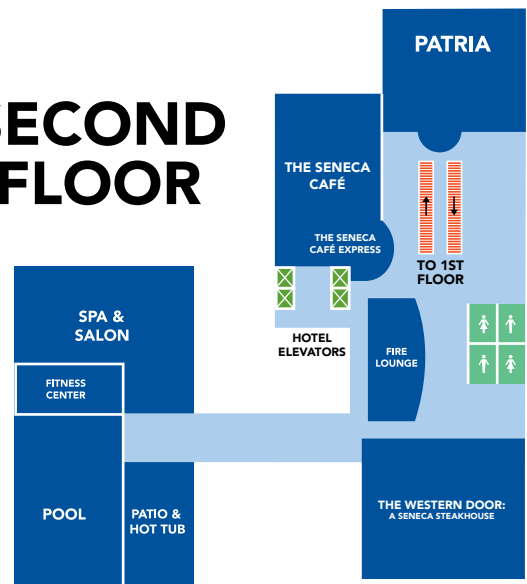 SECOND
FLOOR
PATRIA
THE SENECA
CAFÉ
THE SENECA
CAFÉ EXPRESS
TO 1ST
FLOOR
HOTEL
ELEVATORS
FIRE
LOUNGE
SPA &
SALON
FITNESS
CENTER
POOL
PATIO &
HOT TUB
THE WESTERN DOOR:
A SENECA STEAKHOUSE